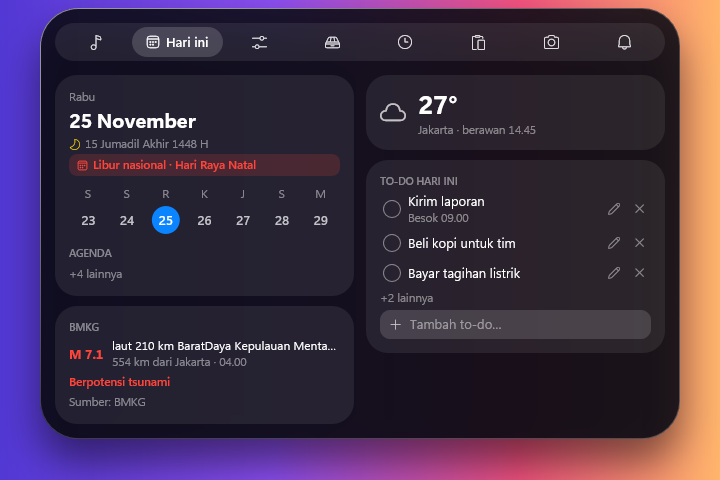 Hari ini
Rabu
25 November
15 Jumadil Akhir 1448 H
Libur nasional · Hari Raya Natal
S S R K J S M
23 24 25 26 27 28 29
AGENDA
+4 lainnya
BMKG
M 7.1
laut 210 km BaratDaya Kepulauan Menta...
554 km dari Jakarta · 04.00
Berpotensi tsunami
Sumber: BMKG
27°
Jakarta · berawan 14.45
TO-DO HARI INI
Kirim laporan
Besok 09.00
Beli kopi untuk tim
Bayar tagihan listrik
+2 lainnya
Tambah to-do...